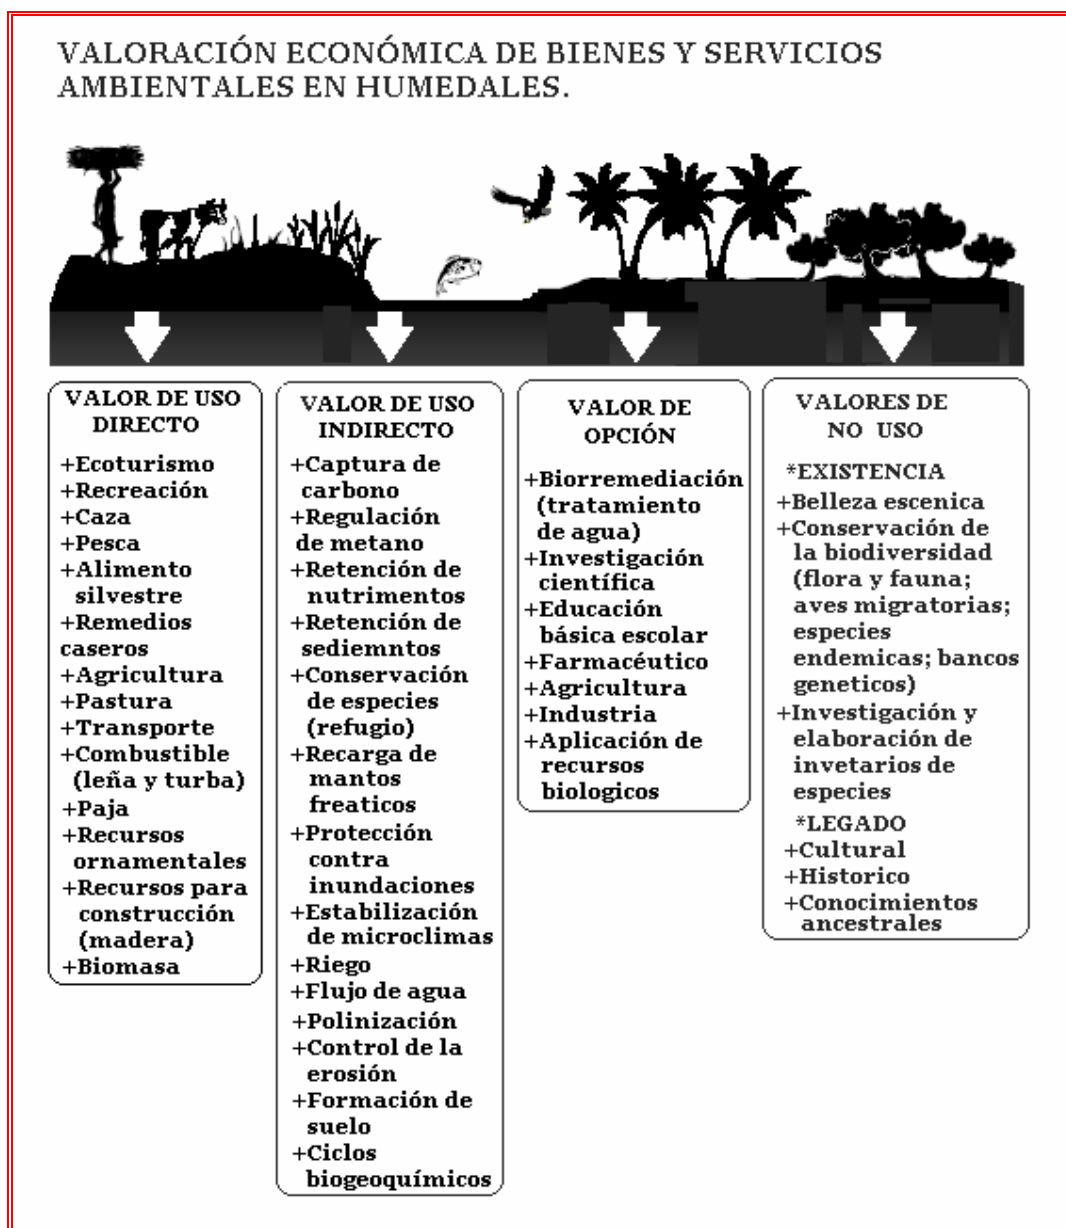 VALORACIÓN ECONÓMICA DE BIENES Y SERVICIOS
AMBIENTALES EN HUMEDALES.
VALOR DE USO
DIRECTO
+Ecoturismo
+Recreación
+Caza
+Pesca
+Alimento
silvestre
+Remedios
caseros
+Agricultura
+Pastura
+Transporte
+Combustible
(leña y turba)
+Paja
+Recursos
ornamentales
+Recursos para
construcción
(madera)
+Biomasa
VALOR DE USO
INDIRECTO
+Captura de
carbono
+Regulación
de metano
+Retención de
nutrimentos
+Retención de
sediemntos
+Conservación
de especies
(refugio)
+Recarga de
mantos
freaticos
+Protección
contra
inundaciones
+Estabilización
de microclimas
+Riego
+Flujo de agua
+Polinización
+Control de la
erosión
+Formación de
suelo
+Ciclos
biogeoquímicos
VALOR DE
OPCIÓN
+Biorremediación
(tratamiento
de agua)
+Investigación
científica
+Educación
básica escolar
+Farmacéutico
+Agricultura
+Industria
+Aplicación de
recursos
biologicos
VALORES DE
NO USO
*EXISTENCIA
+Belleza escenica
+Conservación de
la biodiversidad
(flora y fauna;
aves migratorias;
especies
endemicas; bancos
geneticos)
+Investigación y
elaboración de
invetarios de
especies
*LEGADO
+Cultural
+Historico
+Conocimientos
ancestrales